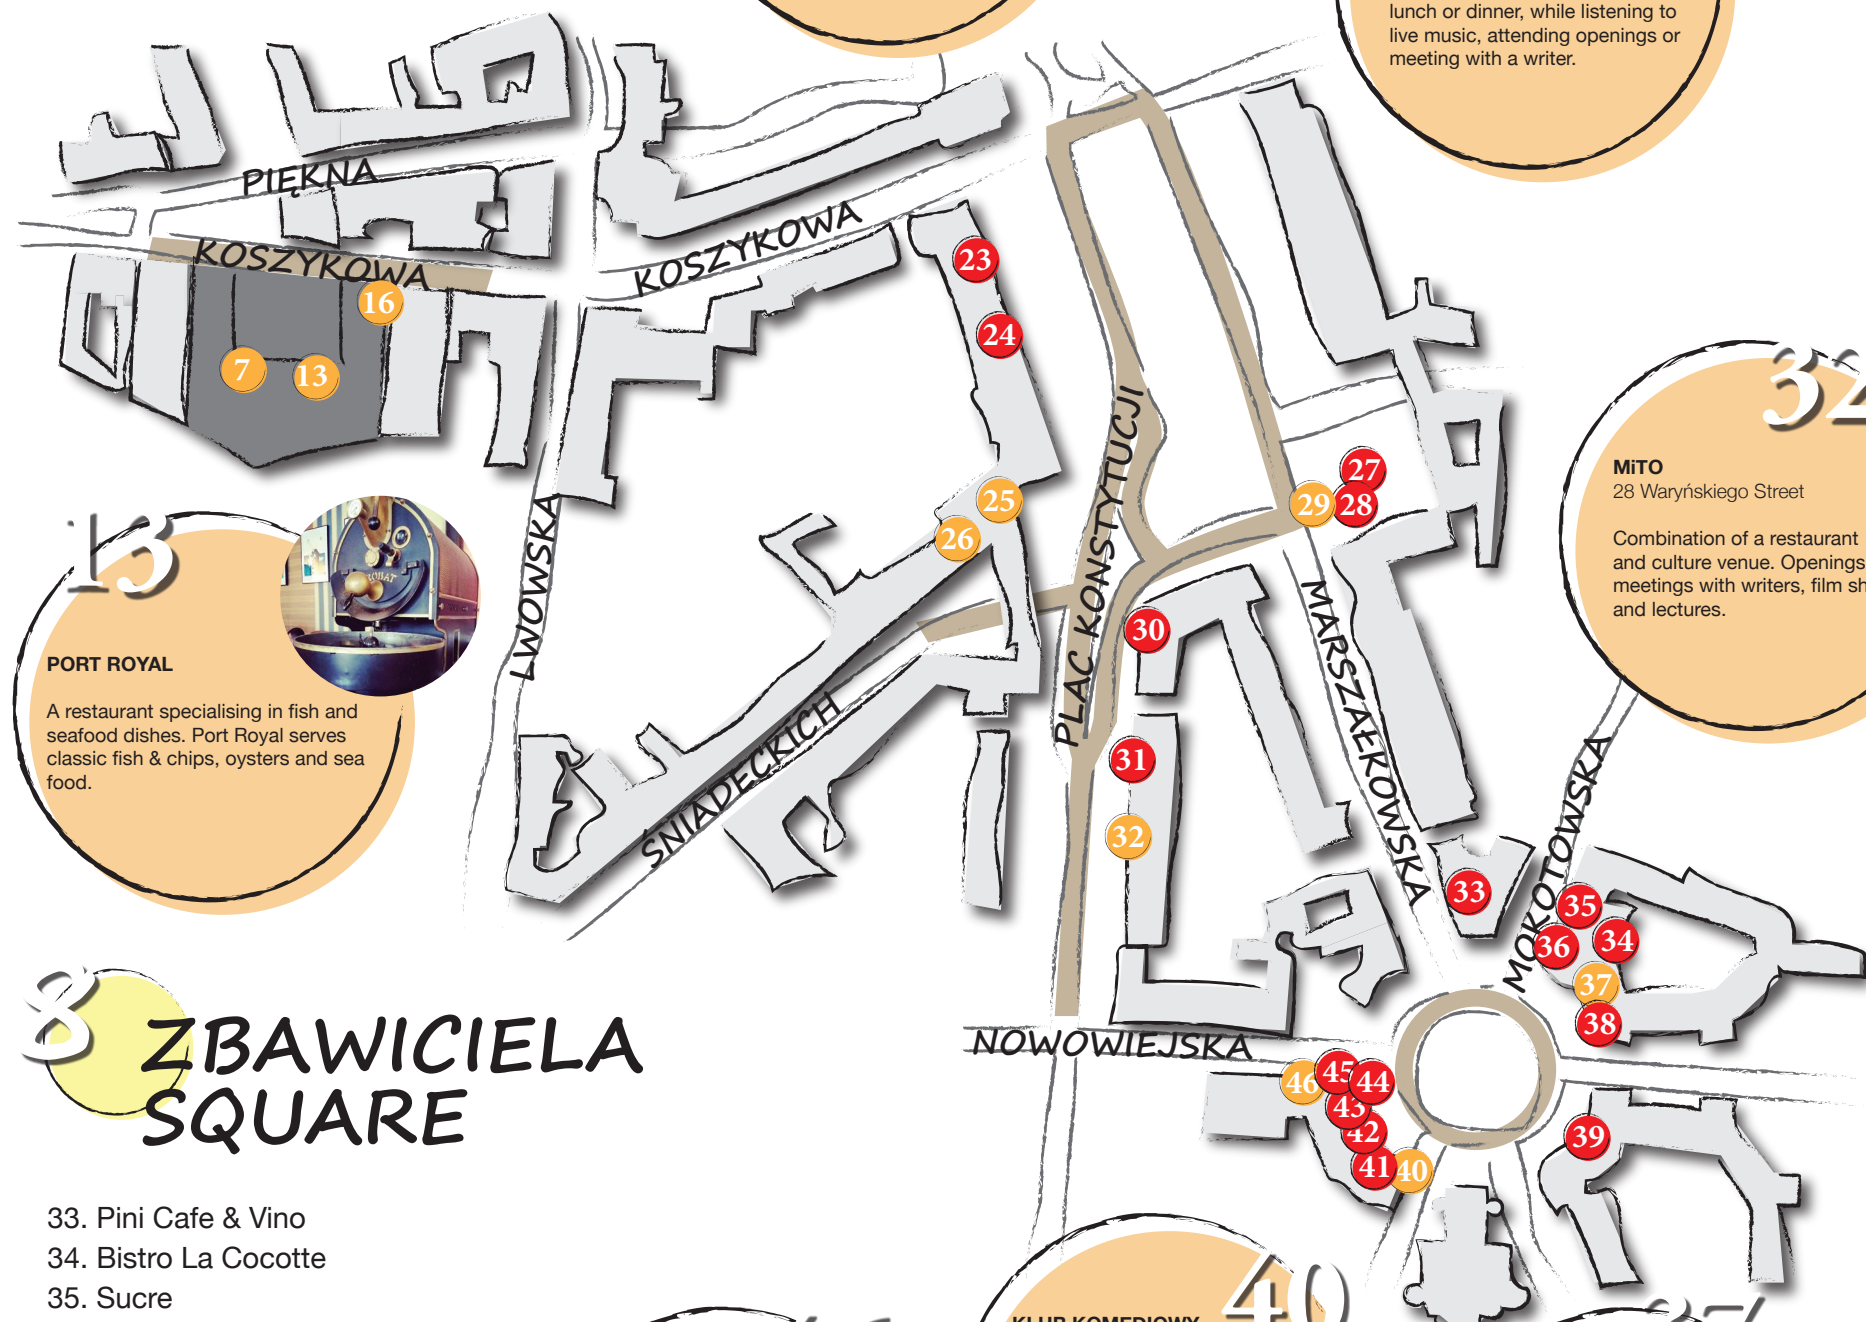 lunch or dinner, while listening to
live music, attending openings or
meeting with a writer.
PIĘKNA
KOSZYKOWA
KOSZYKOWA
16
7
13
23
24
25
26
27
28
29
30
31
32
33
34
35
36
37
38
39
40
41
42
43
44
45
46
LWOWSKA
PLAC KONSTYTUCJI
ŚNIADECKICH
MARSZAŁKOWSKA
MOKOTOWSKA
NOWOWIEJSKA
32
MiTO
28 Waryńskiego Street
Combination of a restaurant
and culture venue. Openings,
meetings with writers, film sh
and lectures.
13
PORT ROYAL
A restaurant specialising in fish and
seafood dishes. Port Royal serves
classic fish & chips, oysters and sea
food.
8
ZBAWICIELA
SQUARE
33. Pini Cafe & Vino
34. Bistro La Cocotte
35. Sucre
40
KLUB KOMEDIOWY